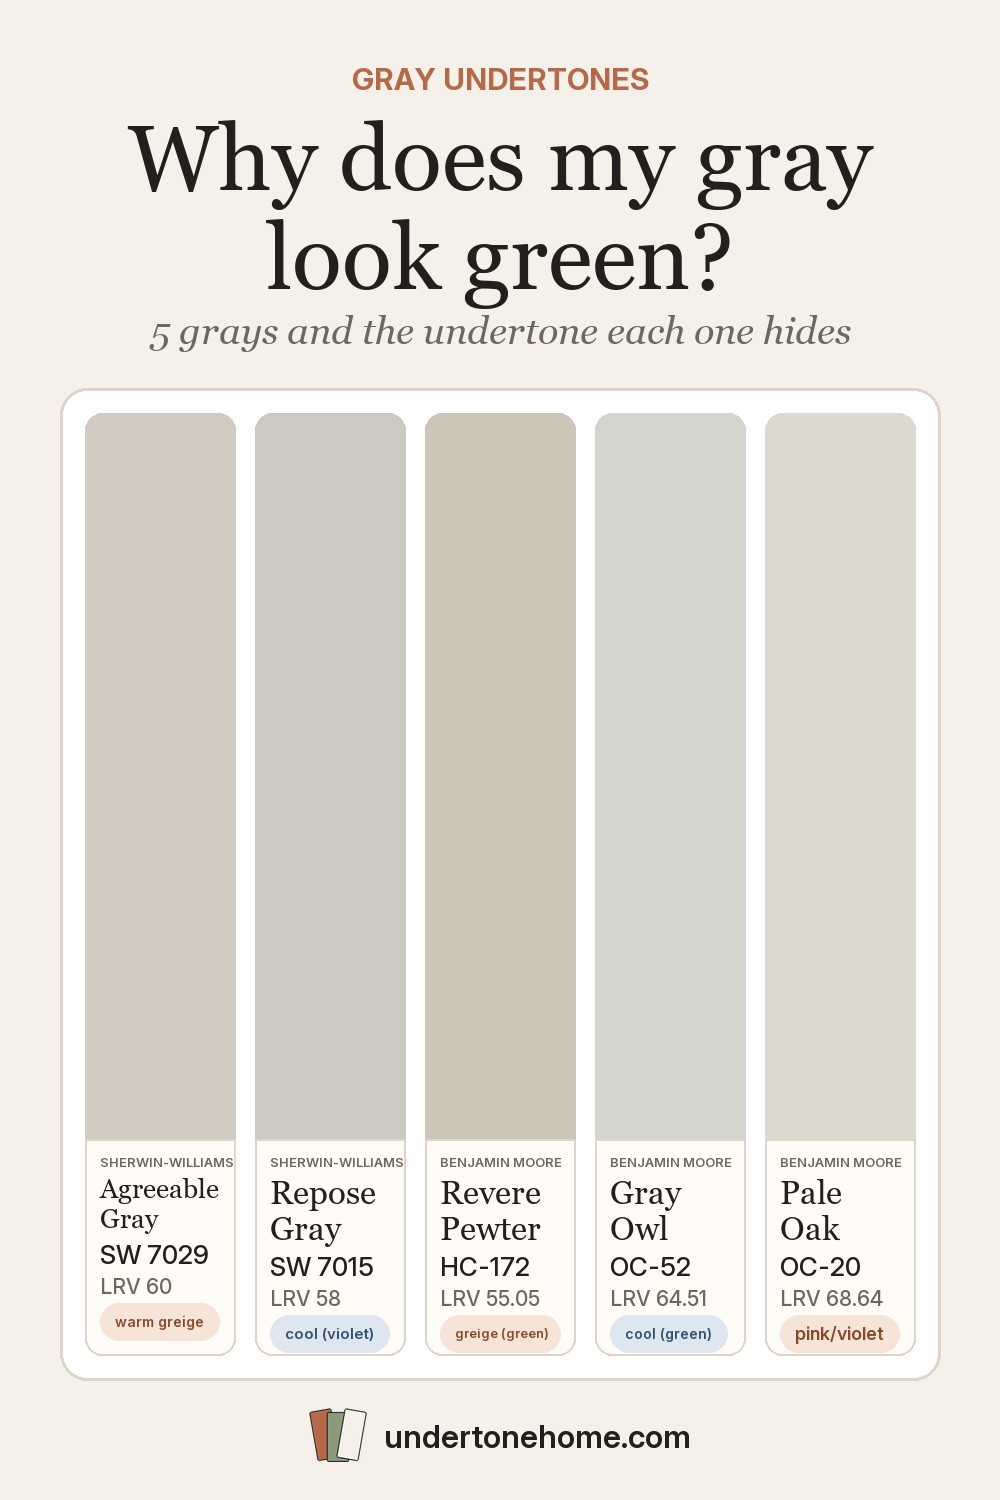 GRAY UNDERTONES
Why does my gray
look green?
5 grays and the undertone each one hides
SHERWIN-WILLIAMS
Agreeable
Gray
SW 7029
LRV 60
warm greige
SHERWIN-WILLIAMS
Repose
Gray
SW 7015
LRV 58
cool (violet)
BENJAMIN MOORE
Revere
Pewter
HC-172
LRV 55.05
greige (green)
BENJAMIN MOORE
Gray
Owl
OC-52
LRV 64.51
cool (green)
BENJAMIN MOORE
Pale
Oak
OC-20
LRV 68.64
pink/violet
undertonehome.com